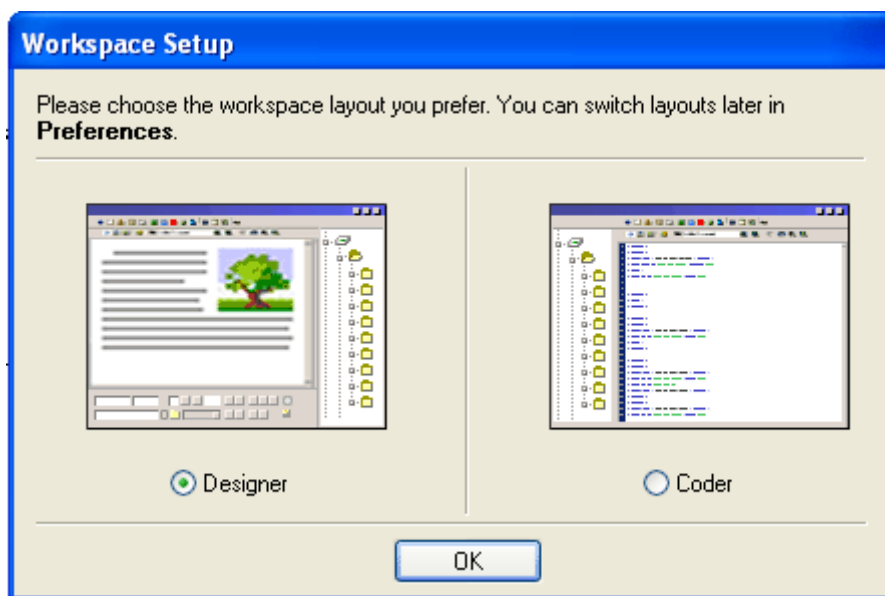 Workspace Setup
Please choose the workspace layout you prefer. You can switch layouts later in
Preferences.
Designer
Coder
OK